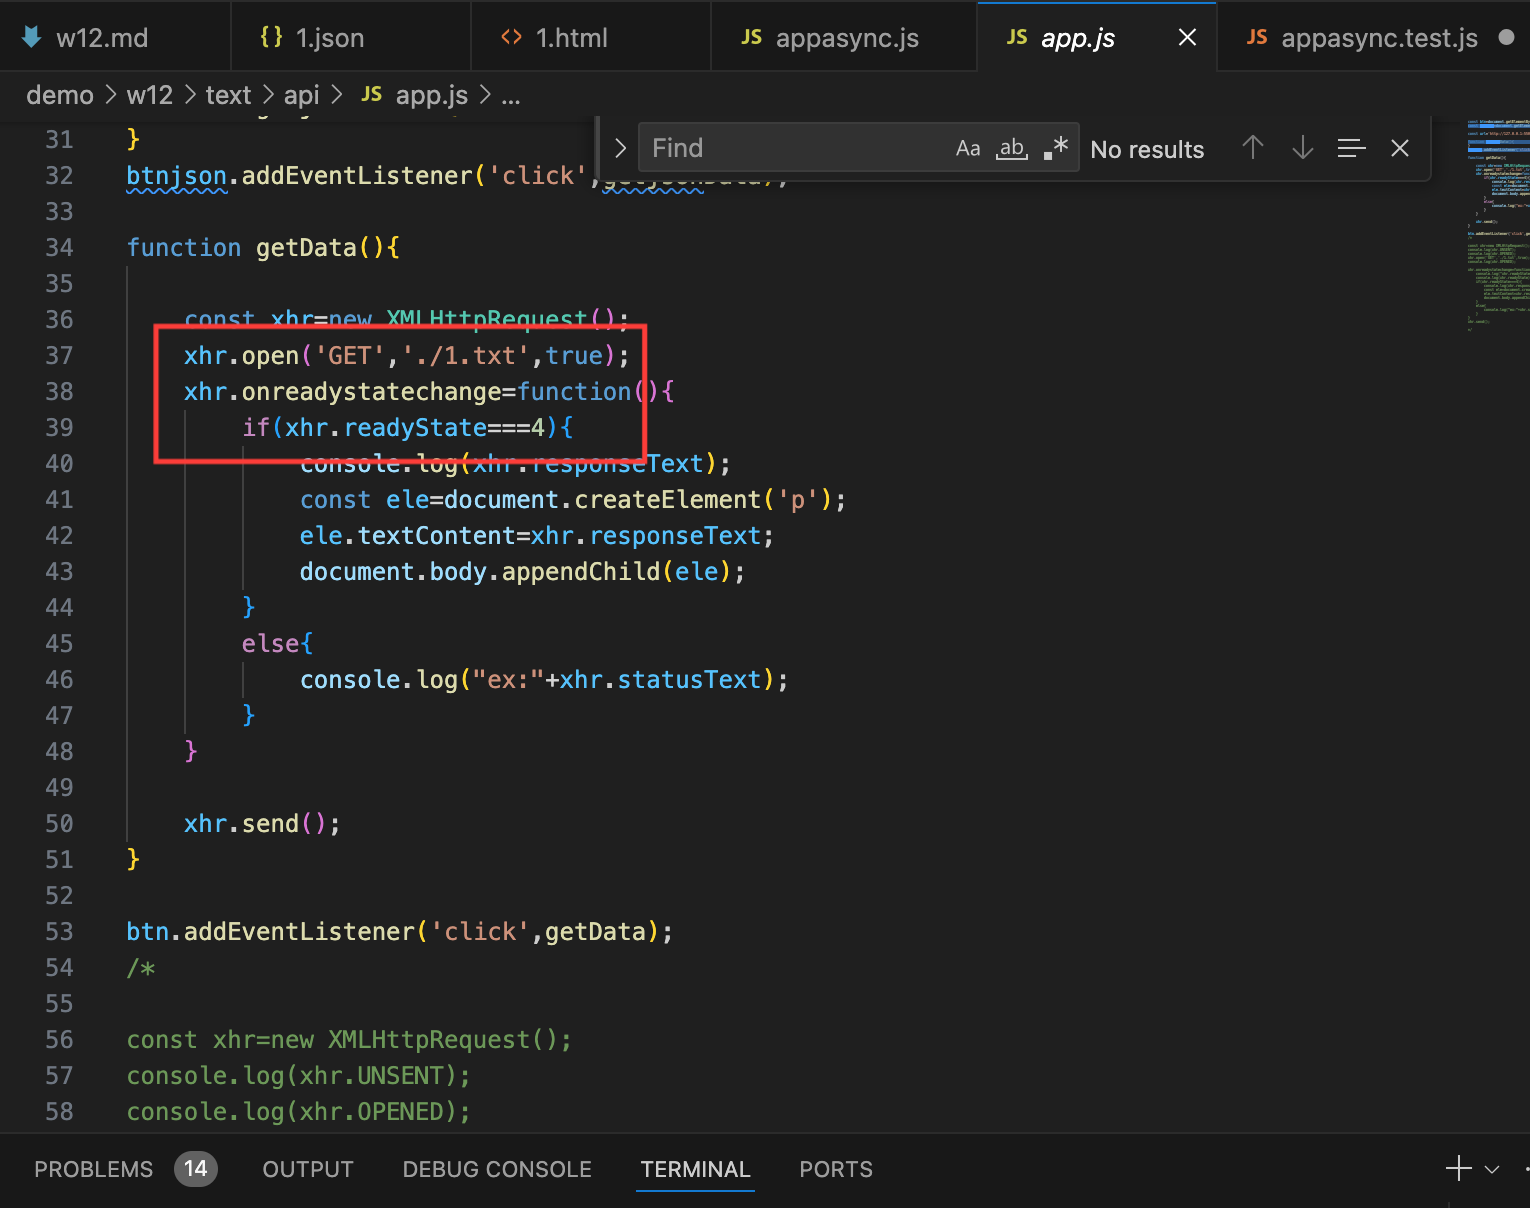 w12.md
{} 1.json
<> 1.html
JS appasync.js
JS app.js
JS appasync.test.js
demo > w12 > text > api > JS app.js > ...
Find
Aa ab .* No results
31 }
32 btnjson.addEventListener('click',getjsonData);
33
34 function getData(){
35
36 const xhr=new XMLHttpRequest();
37 xhr.open('GET','./1.txt',true);
38 xhr.onreadystatechange=function(){
39 if(xhr.readyState===4){
40 console.log(xhr.responseText);
41 const ele=document.createElement('p');
42 ele.textContent=xhr.responseText;
43 document.body.appendChild(ele);
44 }
45 else{
46 console.log("ex:"+xhr.statusText);
47 }
48 }
49
50 xhr.send();
51 }
52
53 btn.addEventListener('click',getData);
54 /*
55
56 const xhr=new XMLHttpRequest();
57 console.log(xhr.UNSENT);
58 console.log(xhr.OPENED);
PROBLEMS 14 OUTPUT DEBUG CONSOLE TERMINAL PORTS